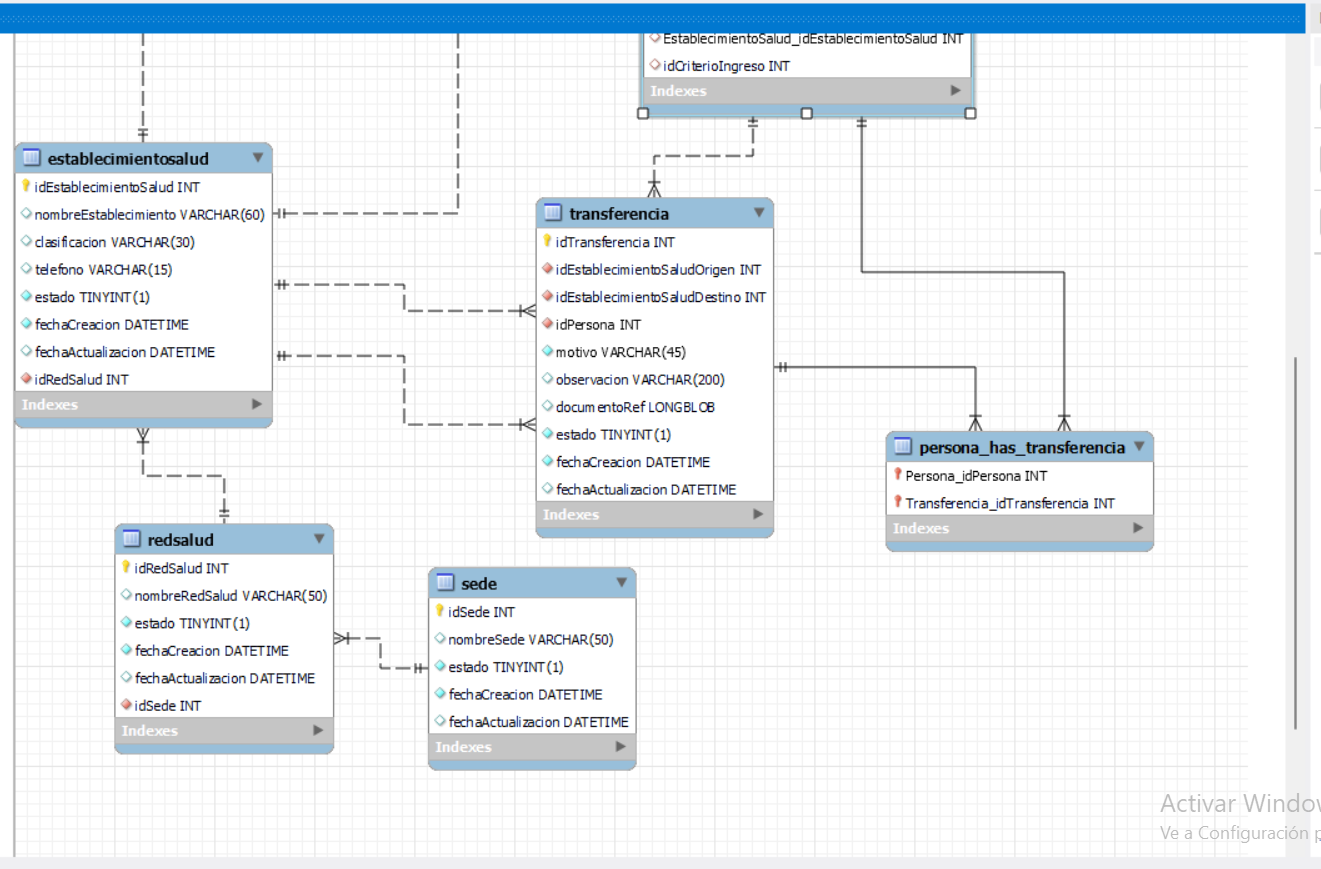 EstablecimientoSalud_idEstablecimientoSalud INT
idCriterioIngreso INT
Indexes
establecimientosalud
idEstablecimientoSalud INT
nombreEstablecimiento VARCHAR(60)
clasificacion VARCHAR(30)
telefono VARCHAR(15)
estado TINYINT(1)
fechaCreacion DATETIME
fechaActualizacion DATETIME
idRedSalud INT
Indexes
transferencia
idTransferencia INT
idEstablecimientoSaludOrigen INT
idEstablecimientoSaludDestino INT
idPersona INT
motivo VARCHAR(45)
observacion VARCHAR(200)
documentoRef LONGBLOB
estado TINYINT(1)
fechaCreacion DATETIME
fechaActualizacion DATETIME
Indexes
persona_has_transferencia
Persona_idPersona INT
Transferencia_idTransferencia INT
Indexes
redsalud
idRedSalud INT
nombreRedSalud VARCHAR(50)
estado TINYINT(1)
fechaCreacion DATETIME
fechaActualizacion DATETIME
idSede INT
Indexes
sede
idSede INT
nombreSede VARCHAR(50)
estado TINYINT(1)
fechaCreacion DATETIME
fechaActualizacion DATETIME
Indexes
Activar Window
Ve a Configuración p